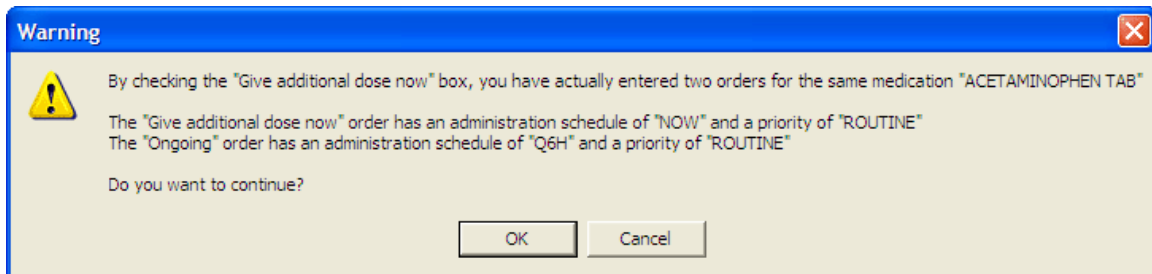 Warning
By checking the "Give additional dose now" box, you have actually entered two orders for the same medication "ACETAMINOPHEN TAB"
The "Give additional dose now" order has an administration schedule of "NOW" and a priority of "ROUTINE"
The "Ongoing" order has an administration schedule of "Q6H" and a priority of "ROUTINE"
Do you want to continue?
OK Cancel